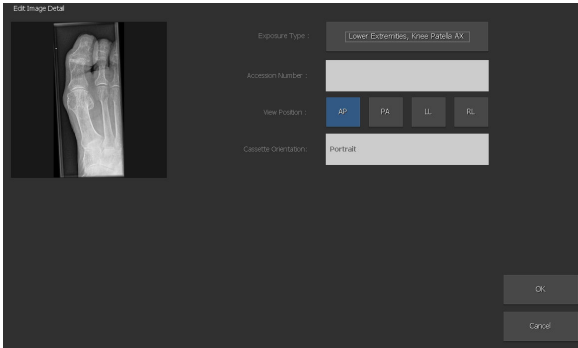 Edit Image Detail
Exposure Type :
Lower Extremities, Knee Patella AX
Accession Number :
View Position :
AP
PA
LL
RL
Cassette Orientation:
Portrait
OK
Cancel